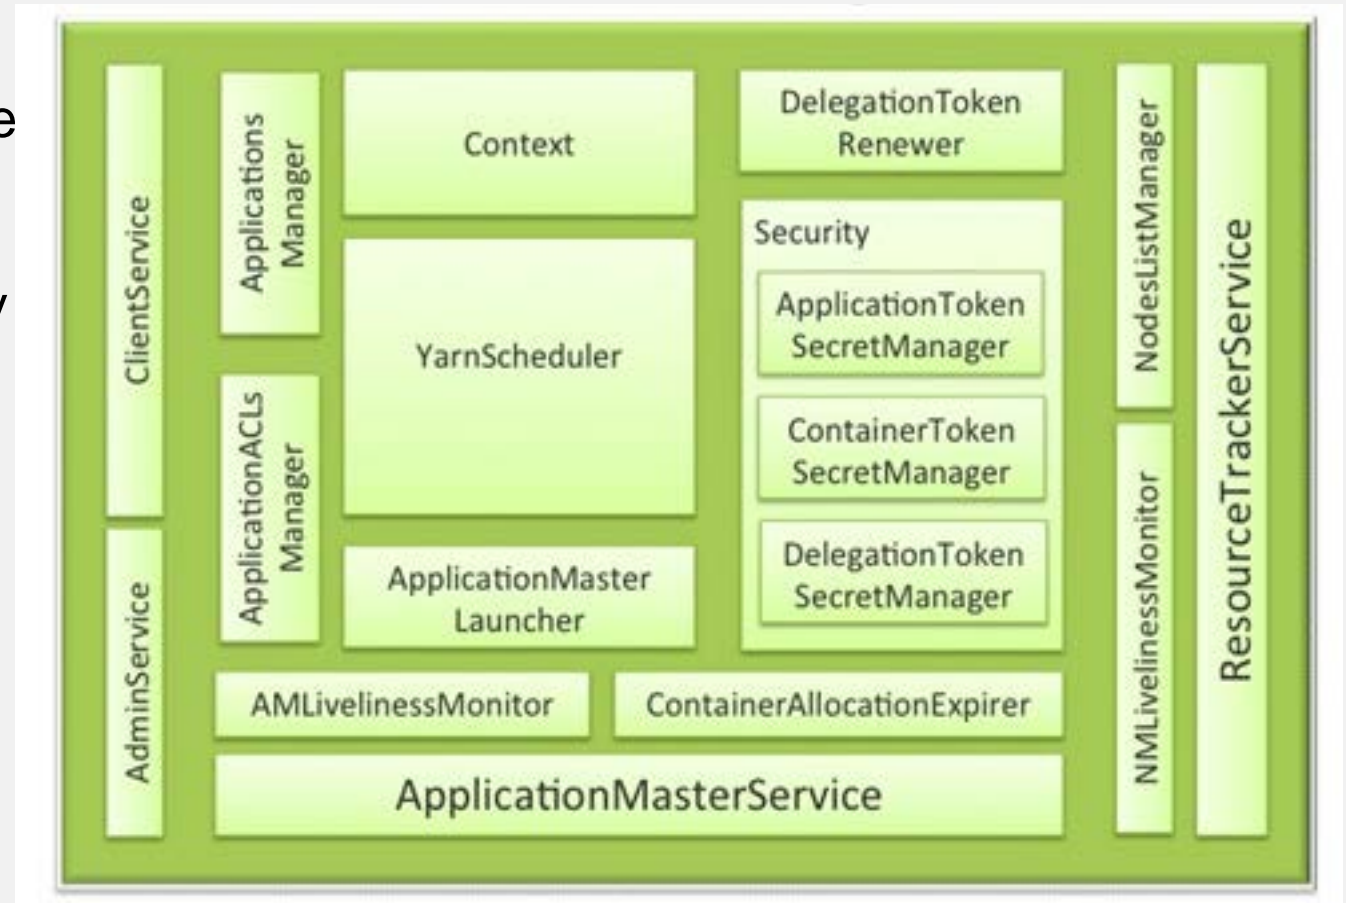 e
y
ClientService
AdminService
Applications
Manager
ApplicationACLs
Manager
Context
YarnScheduler
ApplicationMaster
Launcher
DelegationToken
Renewer
Security
ApplicationToken
SecretManager
ContainerToken
SecretManager
DelegationToken
SecretManager
AMLivelinessMonitor
ContainerAllocationExpirer
ApplicationMasterService
NodesListManager
NMLivelinessMonitor
ResourceTrackerService